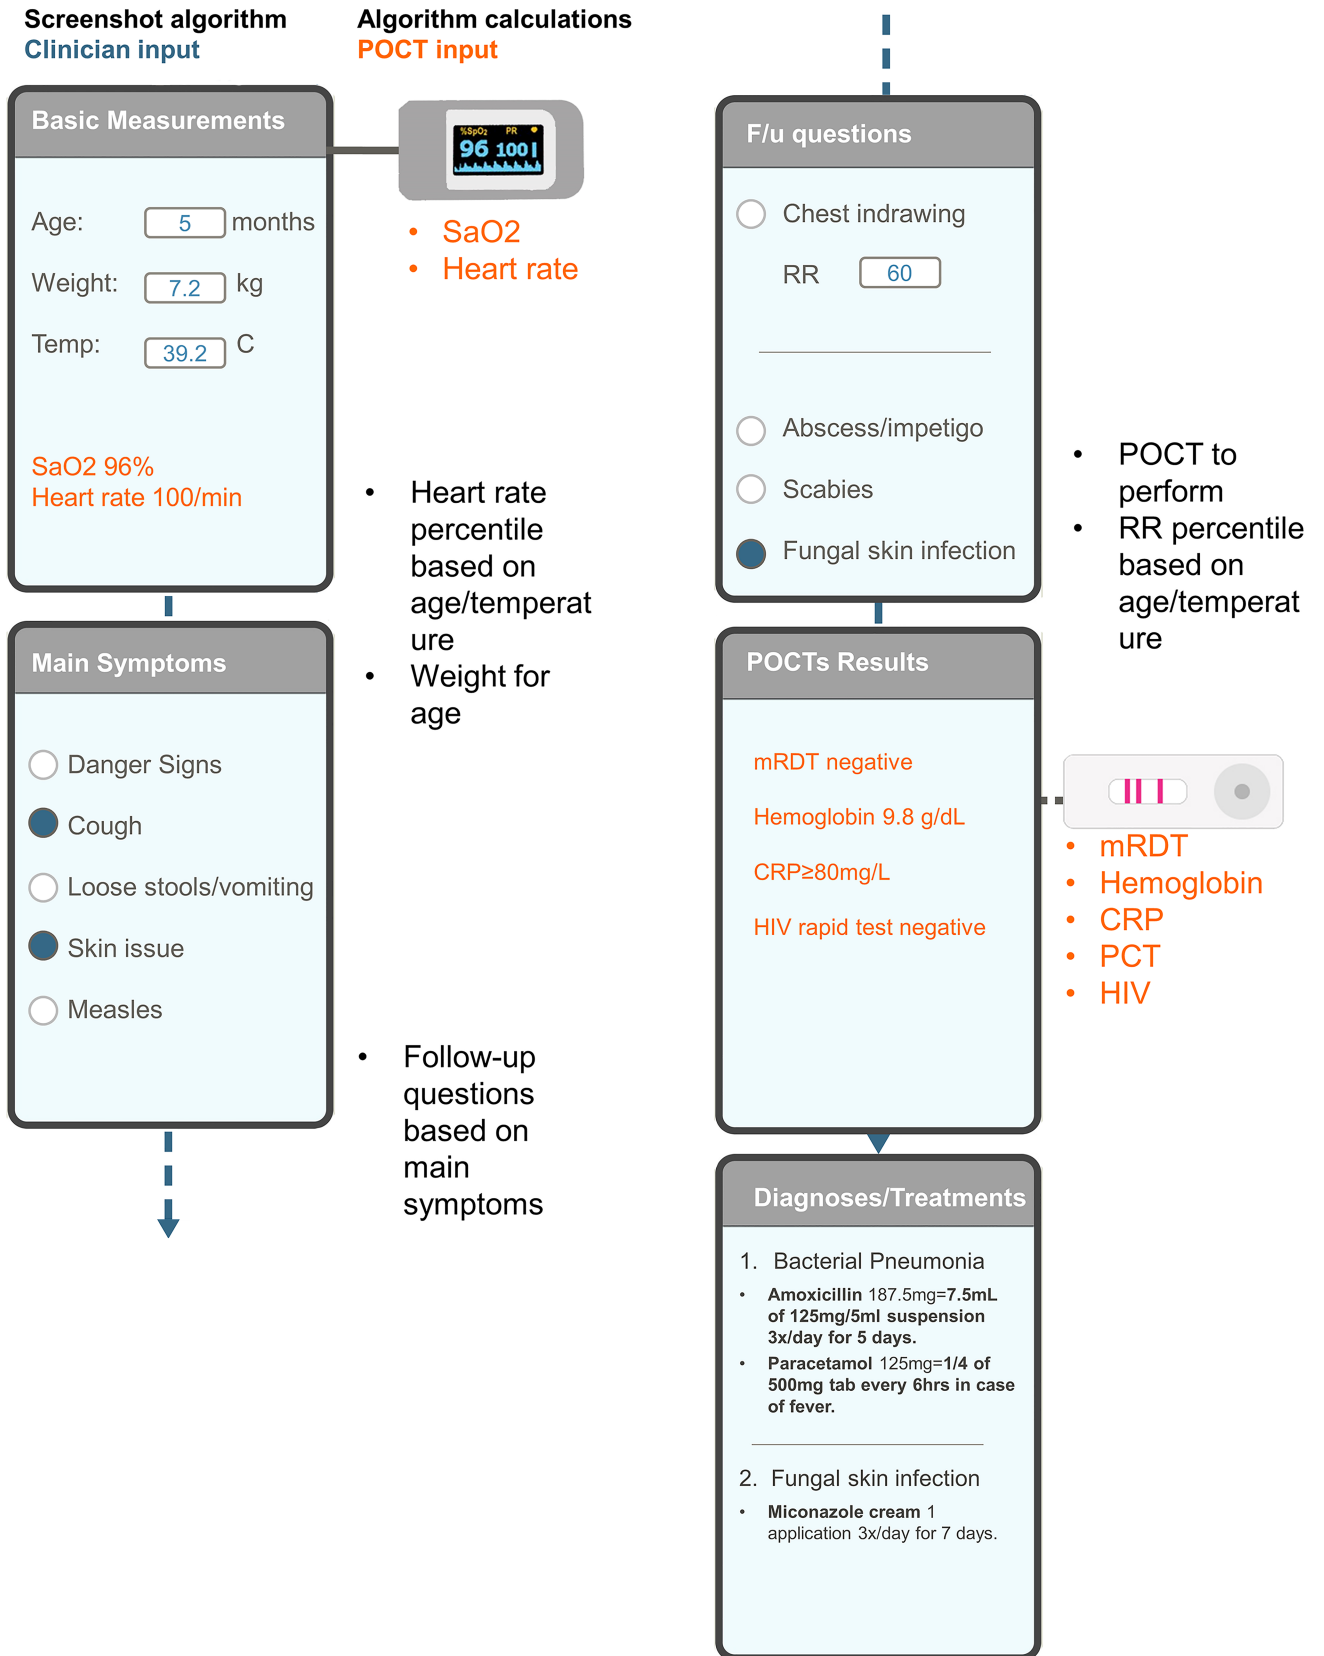 Screenshot algorithm
Clinician input
Algorithm calculations
POCT input
Basic Measurements
Age: 5 months
Weight: 7.2 kg
Temp: 39.2 C
SaO2 96%
Heart rate 100/min
%SpO2 PR
96 100
• SaO2
• Heart rate
• Heart rate
percentile
based on
age/temperat
ure
• Weight for
age
Main Symptoms
Danger Signs
Cough
Loose stools/vomiting
Skin issue
Measles
• Follow-up
questions
based on
main
symptoms
F/u questions
Chest indrawing
RR 60
Abscess/impetigo
Scabies
Fungal skin infection
• POCT to
perform
• RR percentile
based on
age/temperat
ure
POCTs Results
mRDT negative
Hemoglobin 9.8 g/dL
CRP≥80mg/L
HIV rapid test negative
• mRDT
• Hemoglobin
• CRP
• PCT
• HIV
Diagnoses/Treatments
1. Bacterial Pneumonia
• Amoxicillin 187.5mg=7.5mL
of 125mg/5ml suspension
3x/day for 5 days.
• Paracetamol 125mg=1/4 of
500mg tab every 6hrs in case
of fever.
2. Fungal skin infection
• Miconazole cream 1
application 3x/day for 7 days.